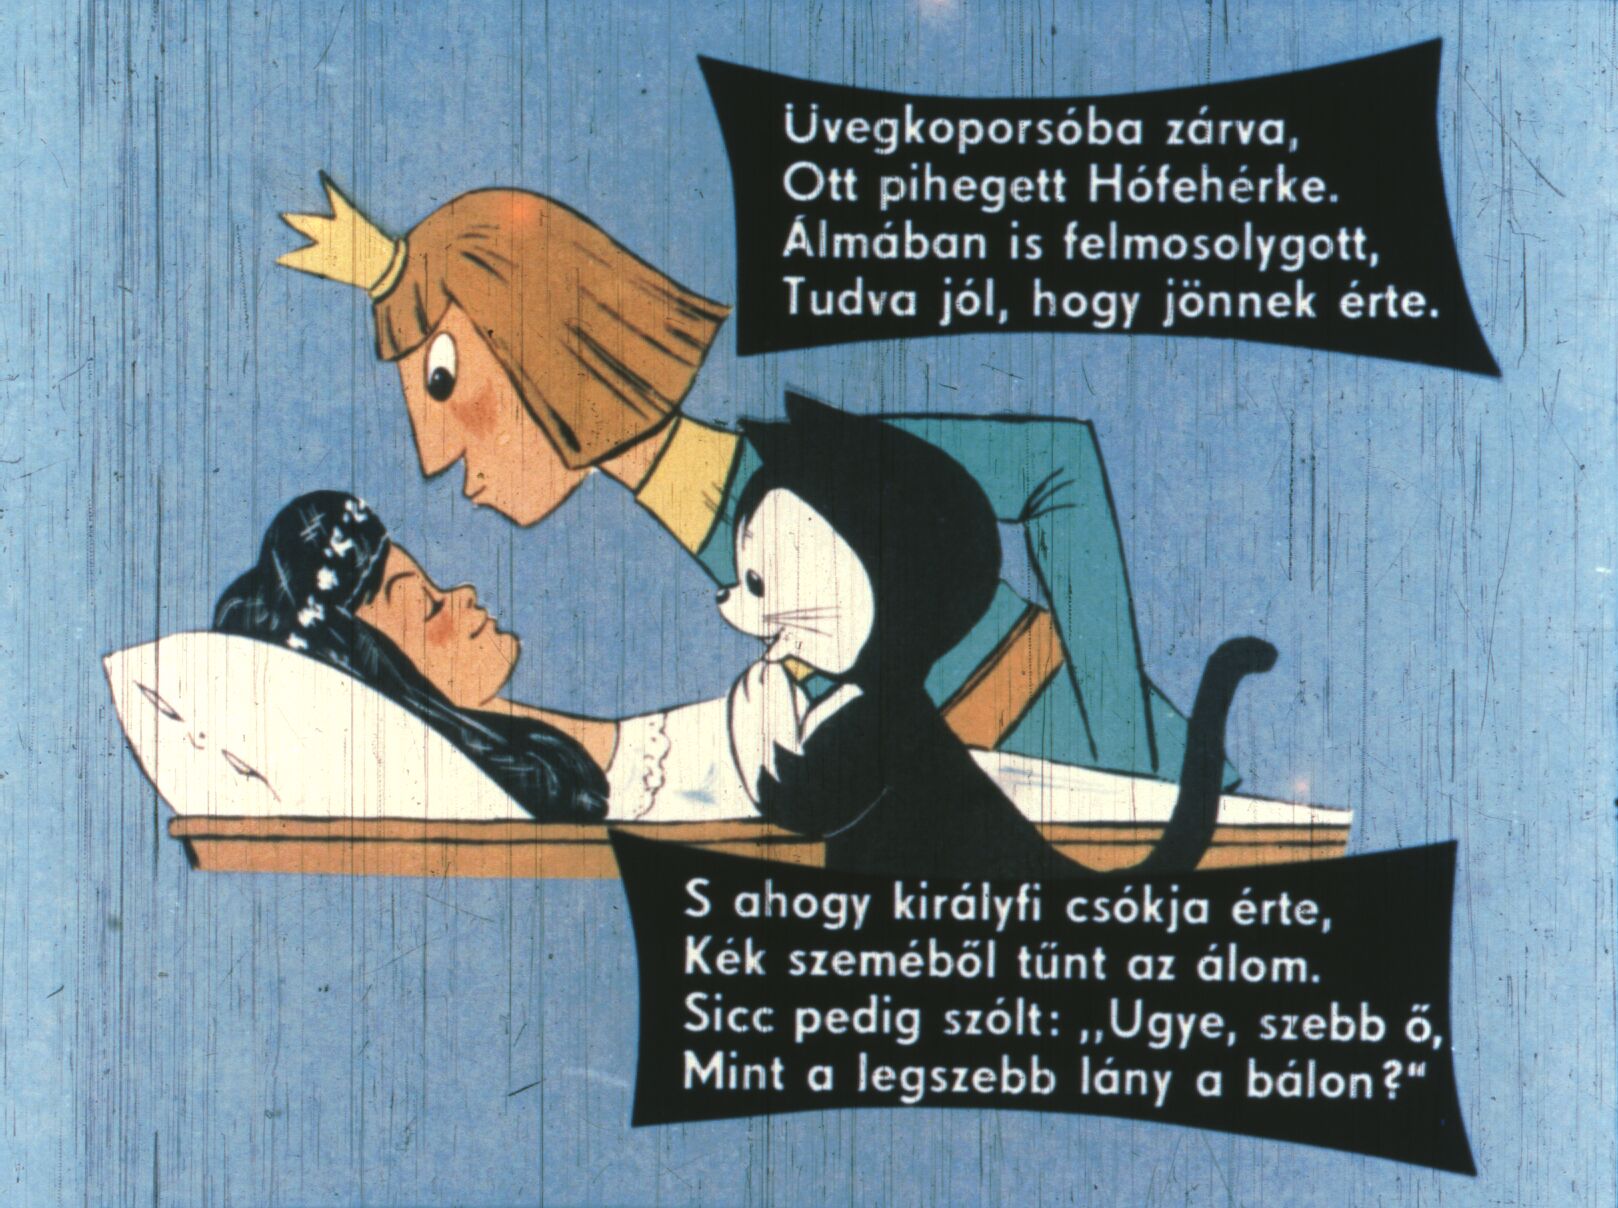 Üvegkoporsóba zárva,
Ott pihegett Hófehérke.
Álmában is felmosolygott,
Tudva jól, hogy jönnek érte.
S ahogy királyfi csókja érte,
Kék szeméből tűnt az álom.
Sicc pedig szólt: „Ugye, szebb ő,
Mint a legszebb lány a bálon?“